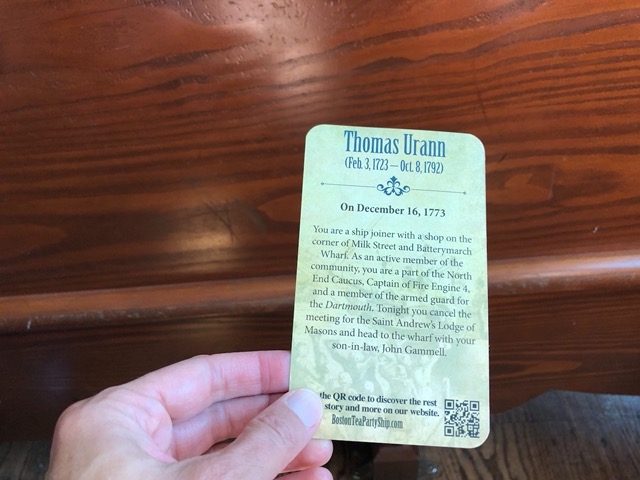 Thomas Urann
(Feb. 3, 1723 — Oct. 8, 1792)
On December 16, 1773
You are a ship joiner with a shop on the
corner of Milk Street and Batterymarch
Wharf. As an active member of the
community, you are a part of the North
End Caucus, Captain of Fire Engine 4,
and a member of the armed guard for
the Dartmouth. Tonight you cancel the
meeting for the Saint Andrew's Lodge of
Masons and head to the wharf with your
son-in-law, John Gammell.
the QR code to discover the rest
story and more on our website.
BostonTeaPartyShip.com